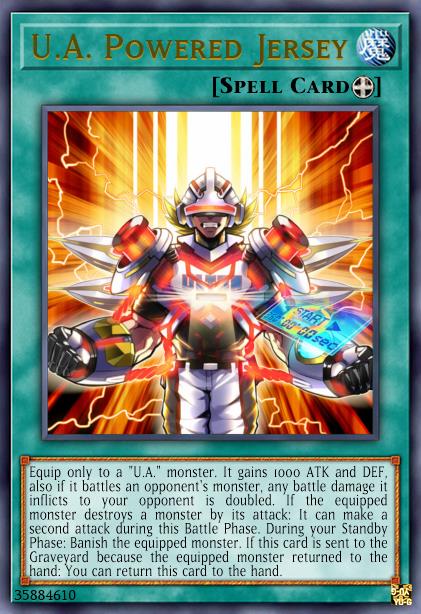 U.A. Powered Jersey 魔
[Spell Card]
START
Equip only to a "U.A." monster. It gains 1000 ATK and DEF,
also if it battles an opponent's monster, any battle damage it
inflicts to your opponent is doubled. If the equipped
monster destroys a monster by its attack: It can make a
second attack during this Battle Phase. During your Standby
Phase: Banish the equipped monster. If this card is sent to the
Graveyard because the equipped monster returned to the
hand: You can return this card to the hand.
35884610